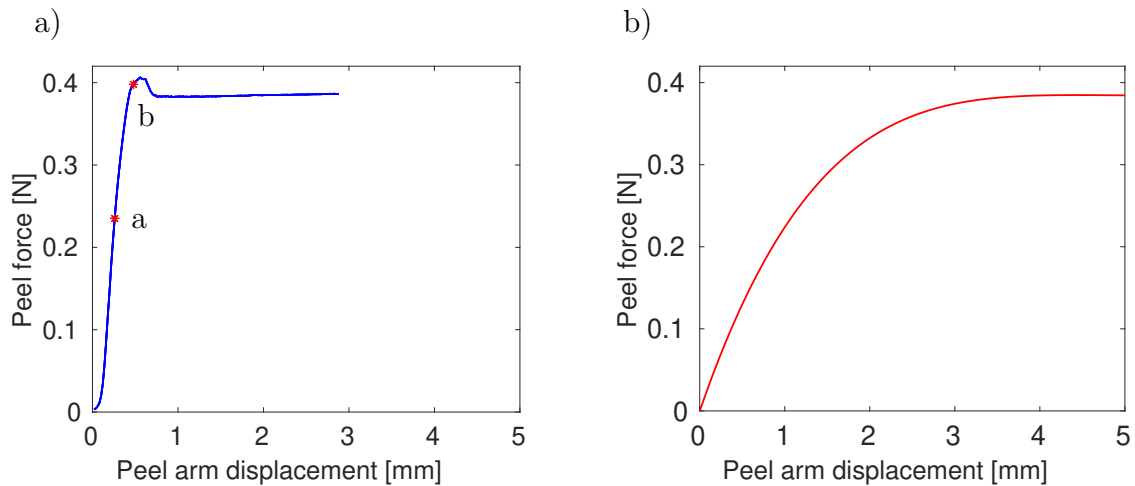 a)
0.4
0.3
0.2
0.1
0
Peel force [N]
b
a
0 1 2 3 4 5
Peel arm displacement [mm]
b)
0.4
0.3
0.2
0.1
0
Peel force [N]
0 1 2 3 4 5
Peel arm displacement [mm]